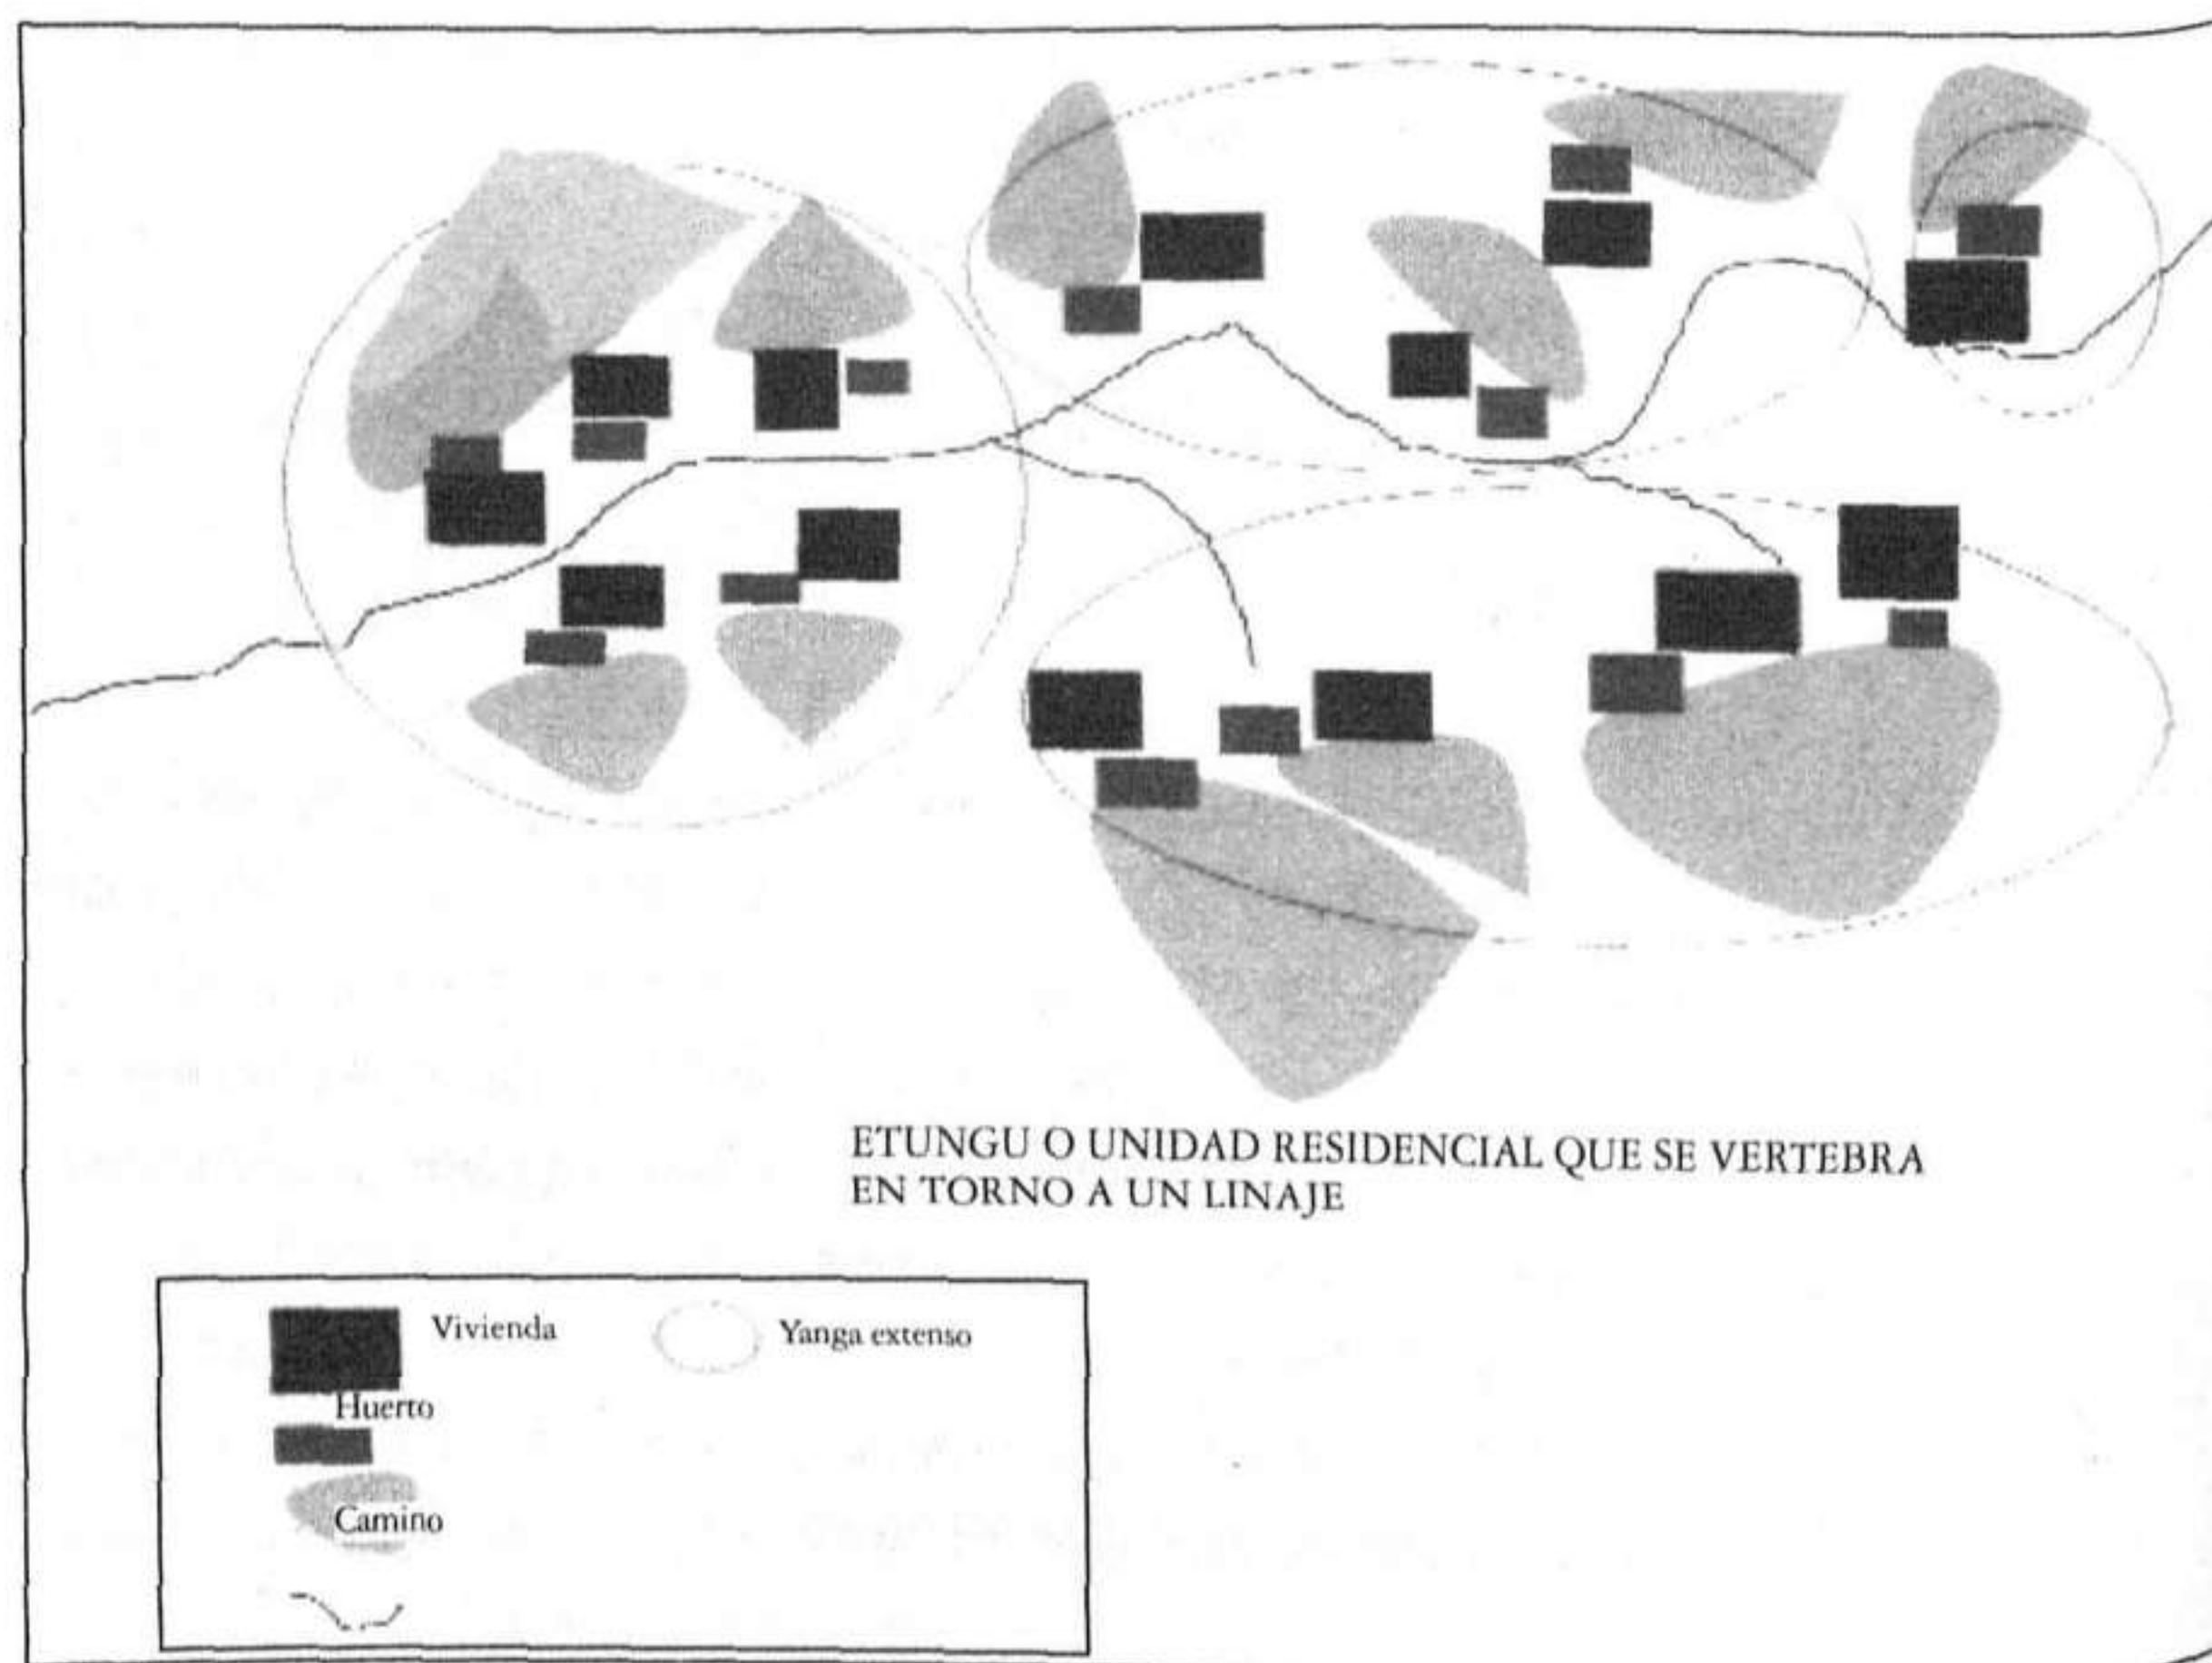 ETUNGU O UNIDAD RESIDENCIAL QUE SE VERTEBRA
EN TORNO A UN LINAJE
Vivienda
Yanga extenso
Huerto
Camino